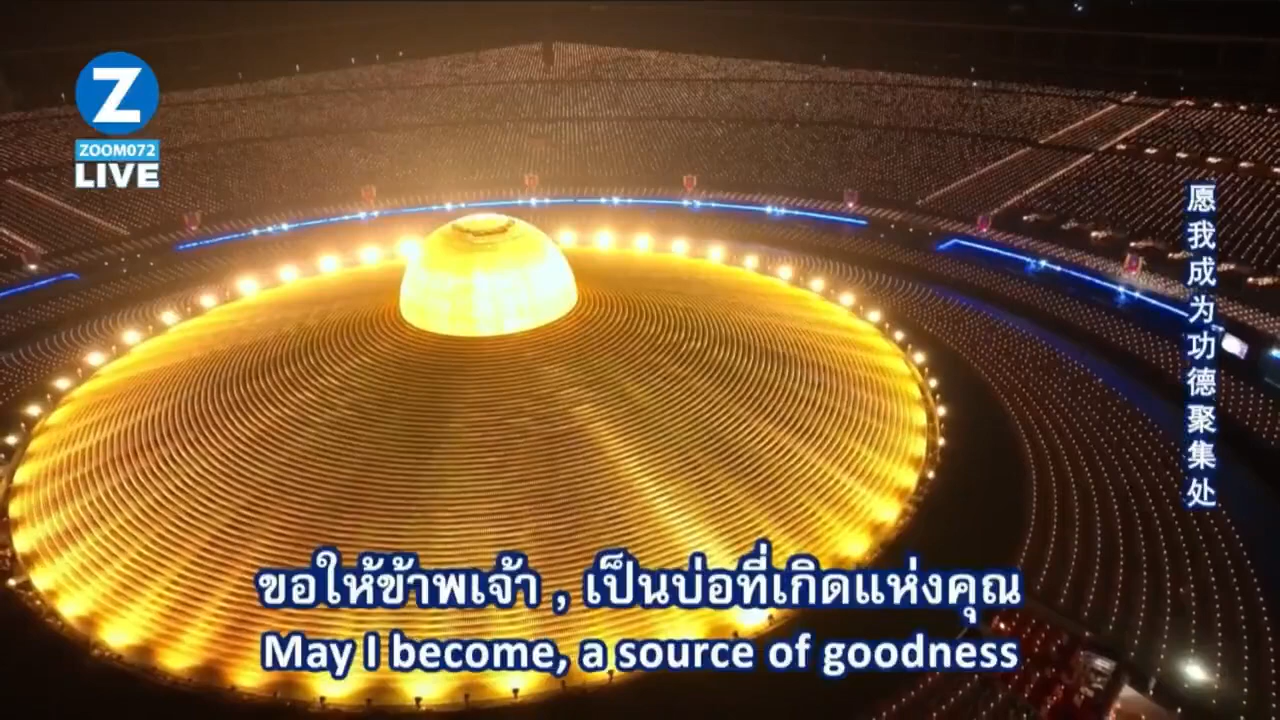 Z
ZOOM072
LIVE
愿我成为功德聚集处
ขอให้ข้าพเจ้า , เป็นบ่อที่เกิดแห่งคุณ
May I become, a source of goodness